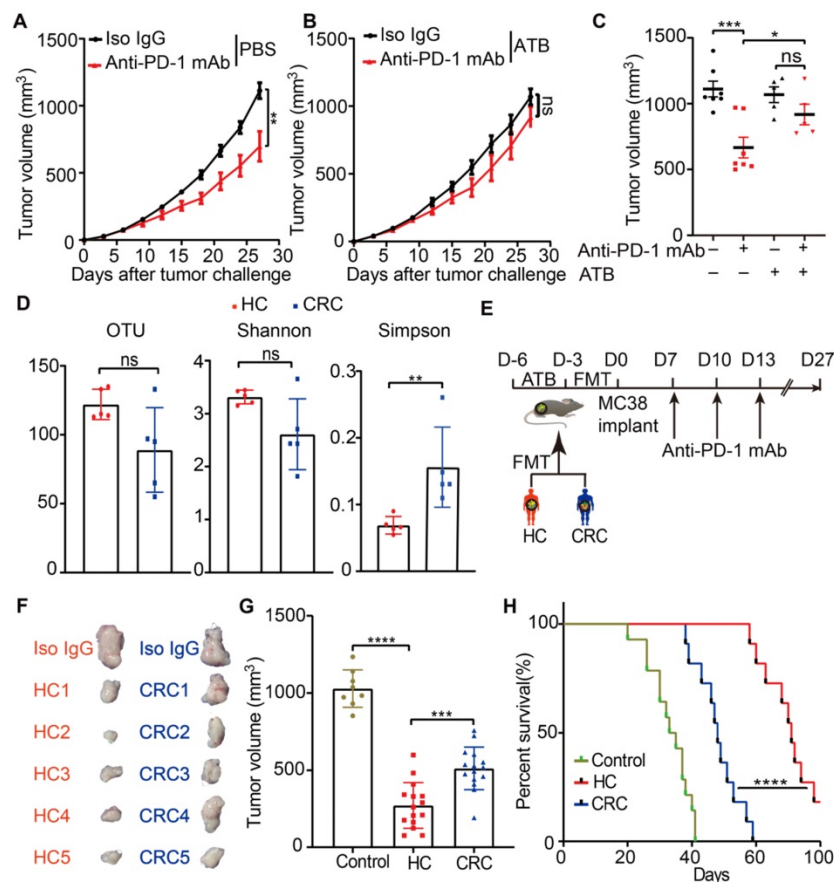 A
Iso IgG
Anti-PD-1 mAb
PBS
Tumor volume (mm³)
1500
1000
500
0
**
0 5 10 15 20 25 30
Days after tumor challenge
B
Iso IgG
Anti-PD-1 mAb
ATB
Tumor volume (mm³)
1500
1000
500
0
ns
0 5 10 15 20 25 30
Days after tumor challenge
C
Tumor volume (mm³)
1500
1000
500
0
***
*
ns
Anti-PD-1 mAb – + – +
ATB – – + +
D
HC CRC
OTU
ns
150
100
50
0
Shannon
ns
4
3
2
1
0
Simpson
**
0.3
0.2
0.1
0
E
D-6 D-3 D0 D7 D10 D13 D27
ATB FMT
MC38
implant
Anti-PD-1 mAb
FMT
HC CRC
F
Iso IgG Iso IgG
HC1 CRC1
HC2 CRC2
HC3 CRC3
HC4 CRC4
HC5 CRC5
G
Tumor volume (mm³)
1500
1000
500
0
****
***
Control HC CRC
H
Percent survival(%)
100
50
0
Control
HC
CRC
****
0 20 40 60 80 100
Days